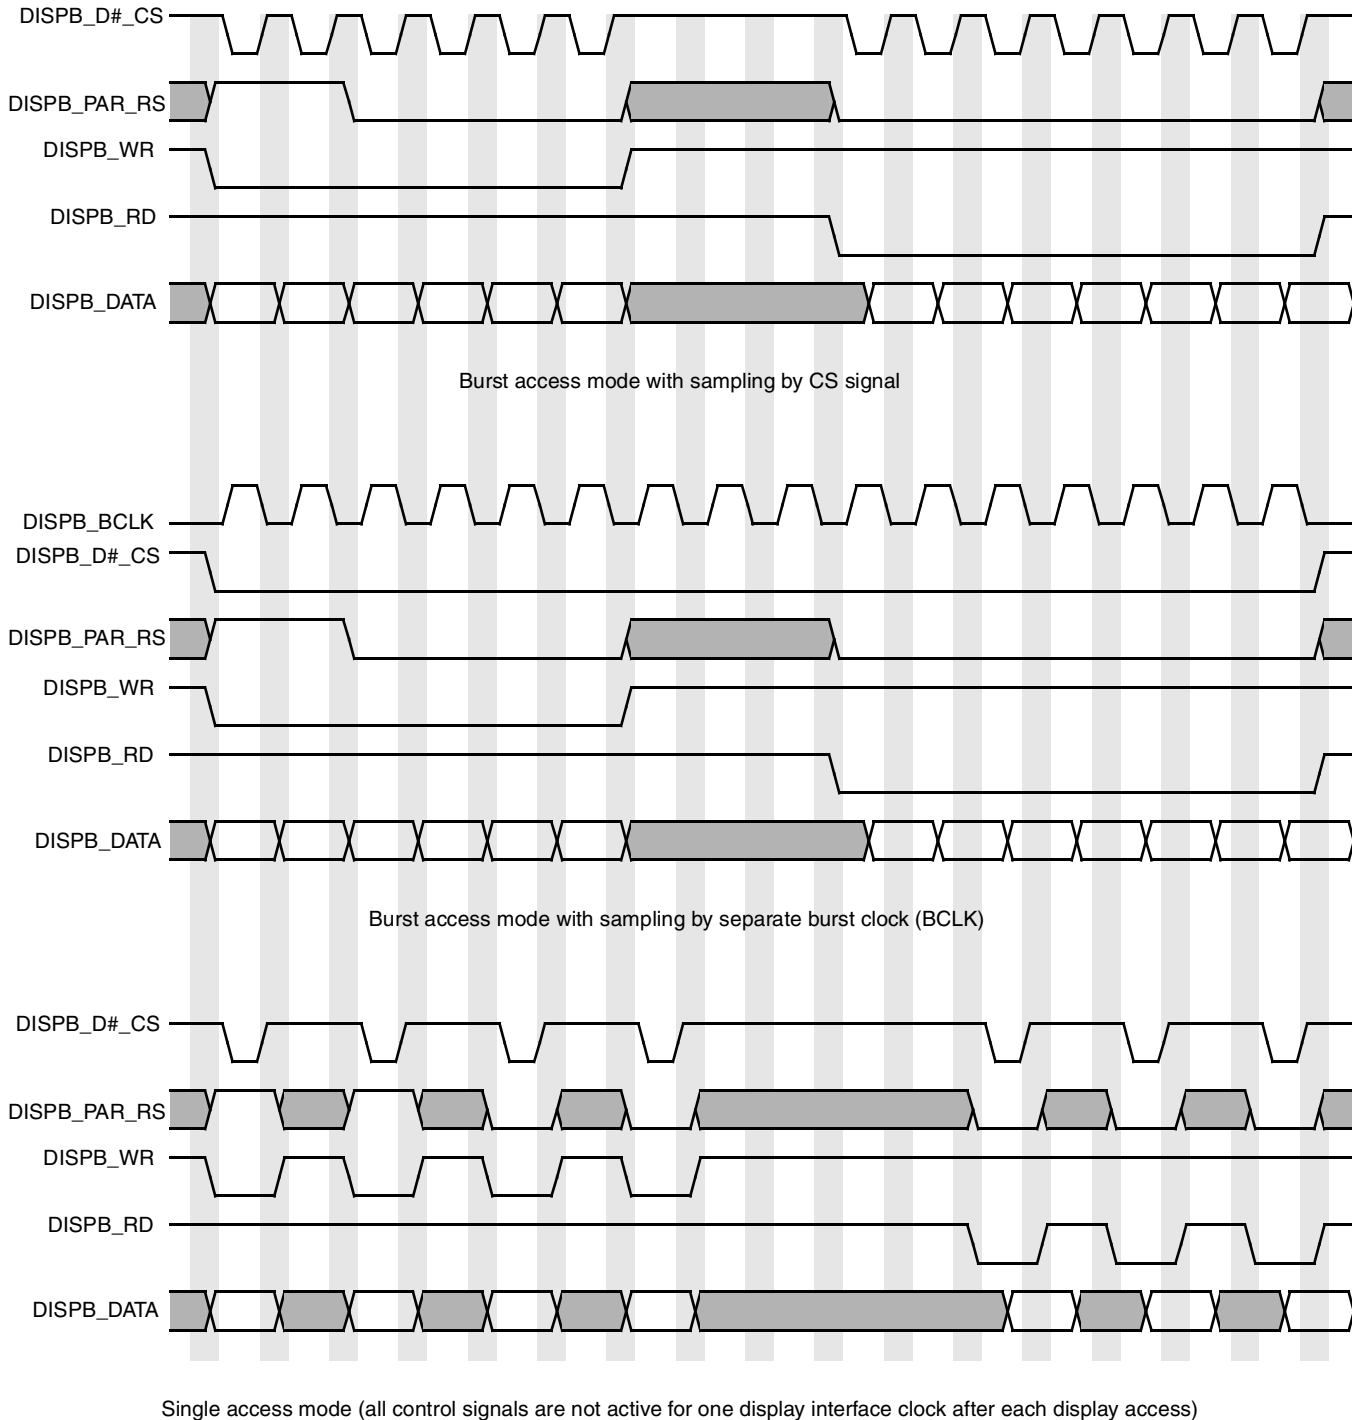 DISPB_D#_CS
DISPB_PAR_RS
DISPB_WR
DISPB_RD
DISPB_DATA
Burst access mode with sampling by CS signal
DISPB_BCLK
DISPB_D#_CS
DISPB_PAR_RS
DISPB_WR
DISPB_RD
DISPB_DATA
Burst access mode with sampling by separate burst clock (BCLK)
DISPB_D#_CS
DISPB_PAR_RS
DISPB_WR
DISPB_RD
DISPB_DATA
Single access mode (all control signals are not active for one display interface clock after each display access)